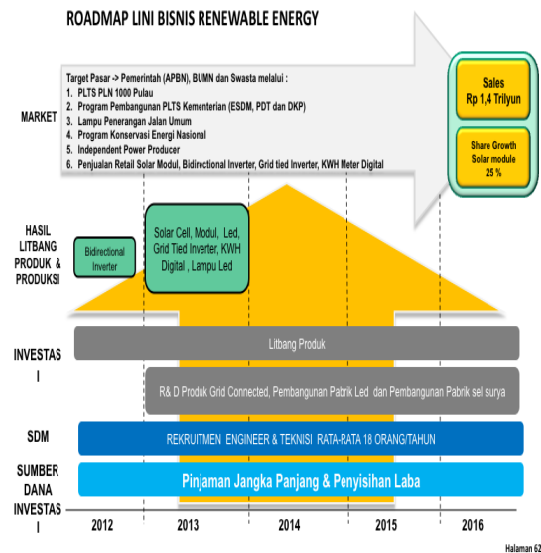 ROADMAP LINI BISNIS RENEWABLE ENERGY
Target Pasar -> Pemerintah (APBN), BUMN dan Swasta melalui :
1. PLTS PLN 1000 Pulau
2. Program Pembangunan PLTS Kementerian (ESDM, PDT dan DKP)
3. Lampu Penerangan Jalan Umum
4. Program Konservasi Energi Nasional
5. Independent Power Producer
6. Penjualan Retail Solar Modul, Bidirectional Inverter, Grid tied Inverter, KWH Meter Digital
MARKET
Sales
Rp 1,4 Trilyun
Share Growth
Solar module
25 %
HASIL
LITBANG
PRODUK &
PRODUKSI
Bidirectional
Inverter
Solar Cell, Modul, Led,
Grid Tied Inverter, KWH
Digital , Lampu Led
INVESTAS
I
Litbang Produk
R& D Produk Grid Connected, Pembangunan Pabrik Led dan Pembangunan Pabrik sel surya
SDM
REKRUITMEN ENGINEER & TEKNISI RATA-RATA 18 ORANG/TAHUN
SUMBER
DANA
INVESTAS
I
Pinjaman Jangka Panjang & Penyisihan Laba
2012 2013 2014 2015 2016
Halaman 62